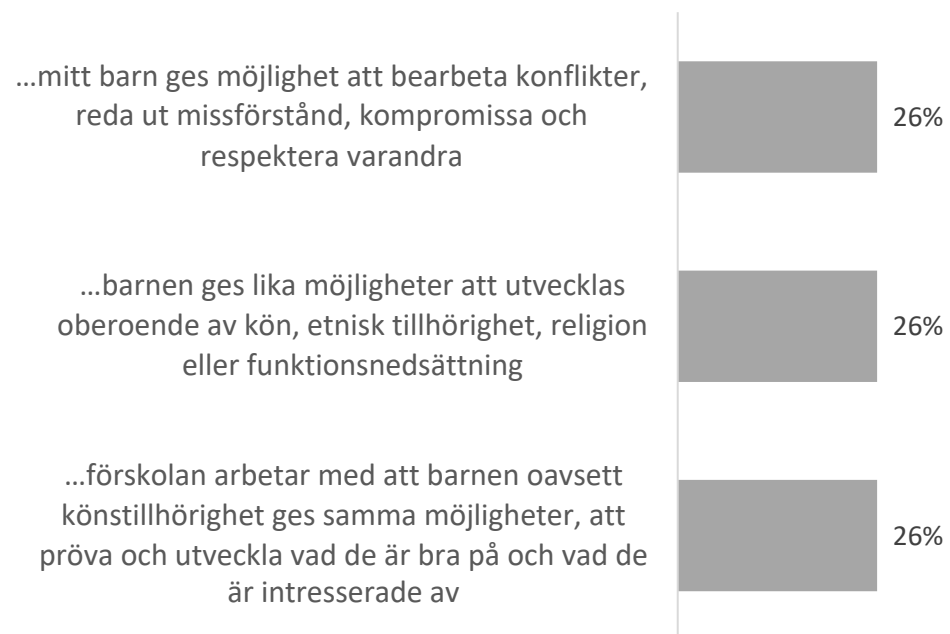 …mitt barn ges möjlighet att bearbeta konflikter,
reda ut missförstånd, kompromissa och
respektera varandra
26%
…barnen ges lika möjligheter att utvecklas
oberoende av kön, etnisk tillhörighet, religion
eller funktionsnedsättning
26%
…förskolan arbetar med att barnen oavsett
könstillhörighet ges samma möjligheter, att
pröva och utveckla vad de är bra på och vad de
är intresserade av
26%